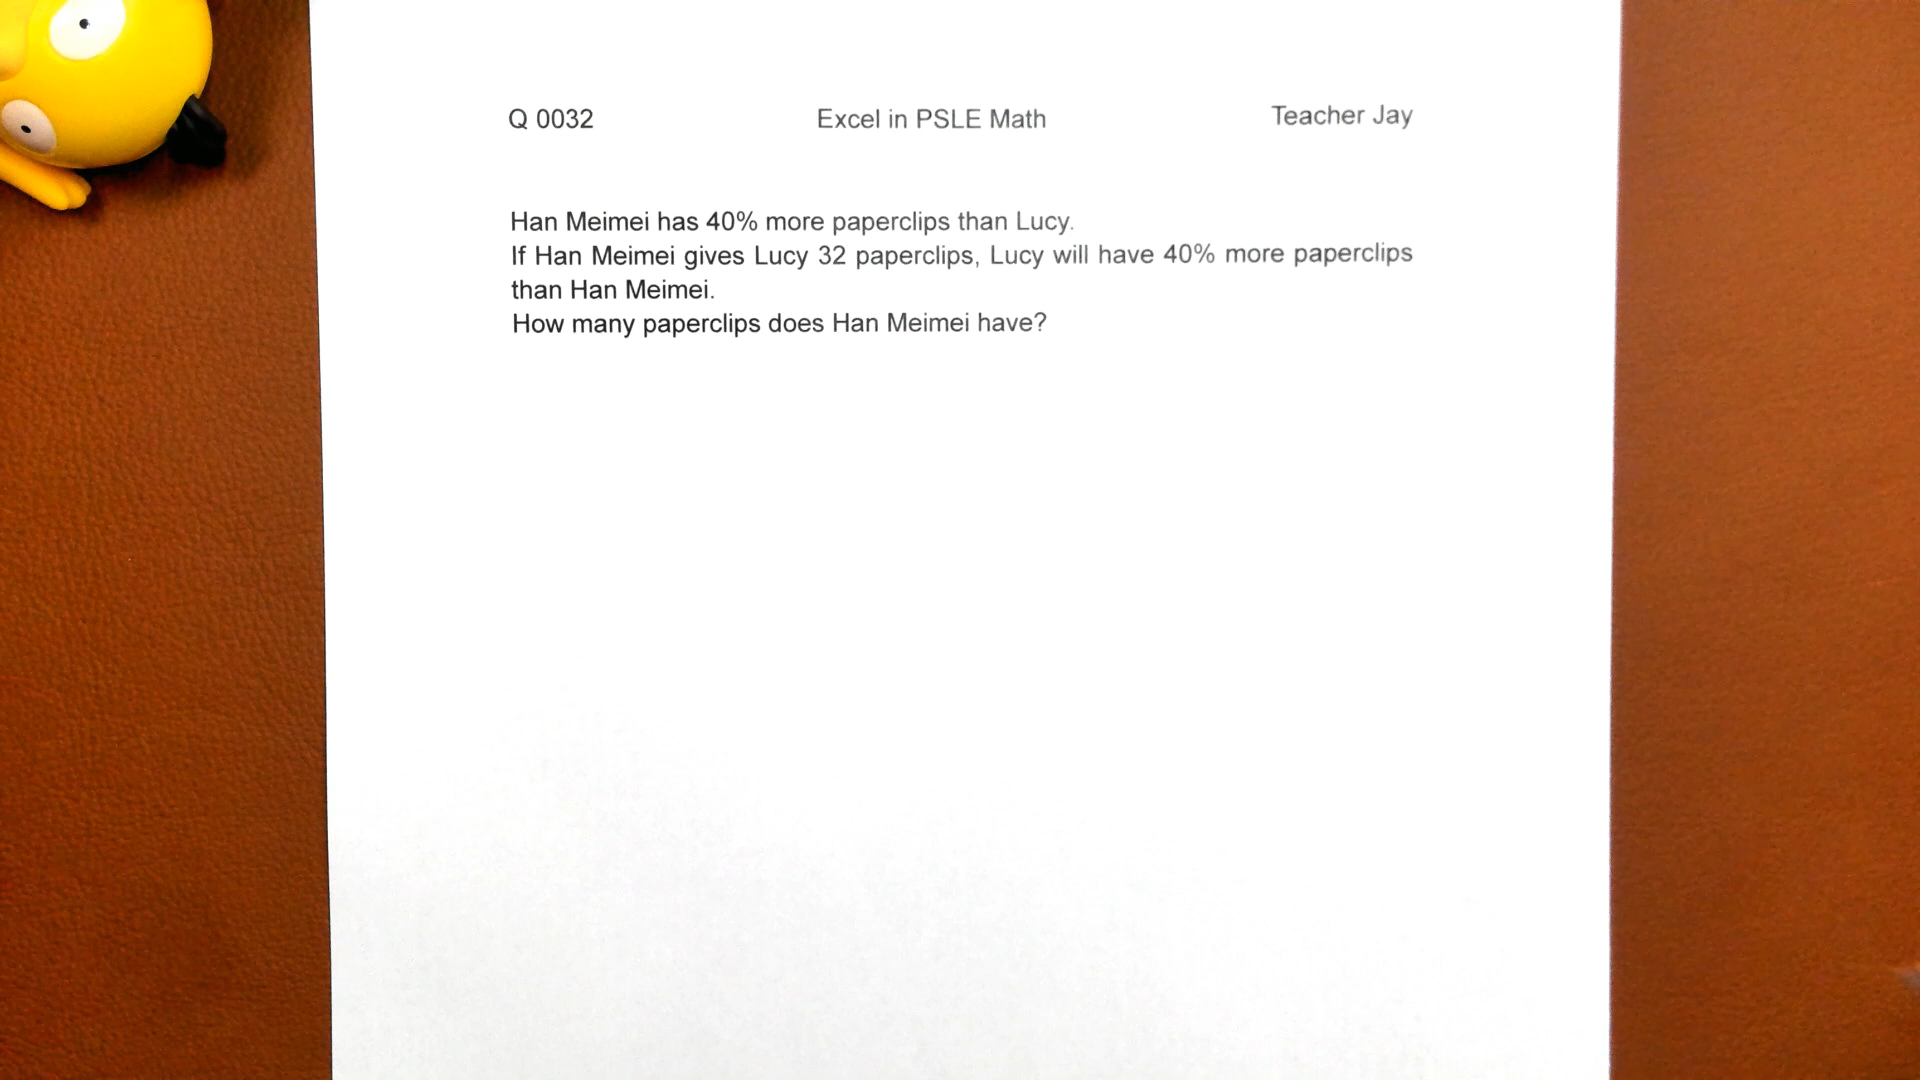 Q 0032 Excel in PSLE Math Teacher Jay
Han Meimei has 40% more paperclips than Lucy.
If Han Meimei gives Lucy 32 paperclips, Lucy will have 40% more paperclips
than Han Meimei.
How many paperclips does Han Meimei have?